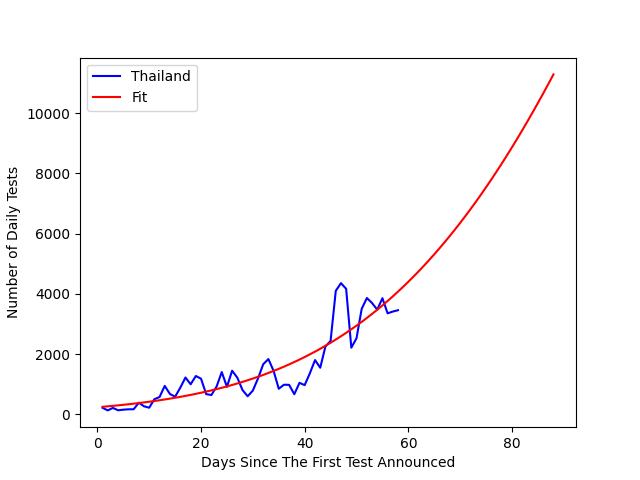 Thailand
Fit
10000
8000
6000
4000
2000
0
Number of Daily Tests
0 20 40 60 80
Days Since The First Test Announced